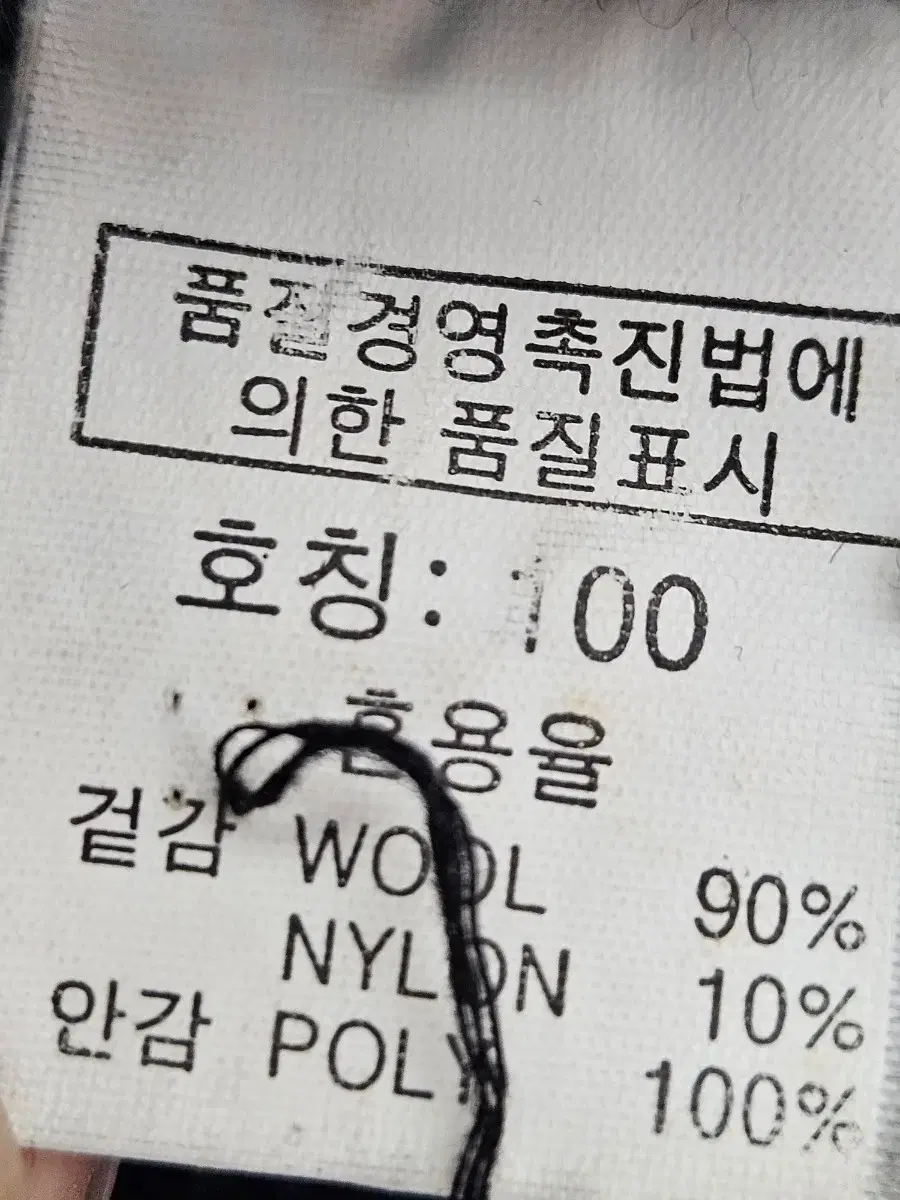 품질경영촉진법에
의한 품질표시
호칭: 100
혼용율
겉감 WOOL 90%
NYLON 10%
안감 POLY 100%